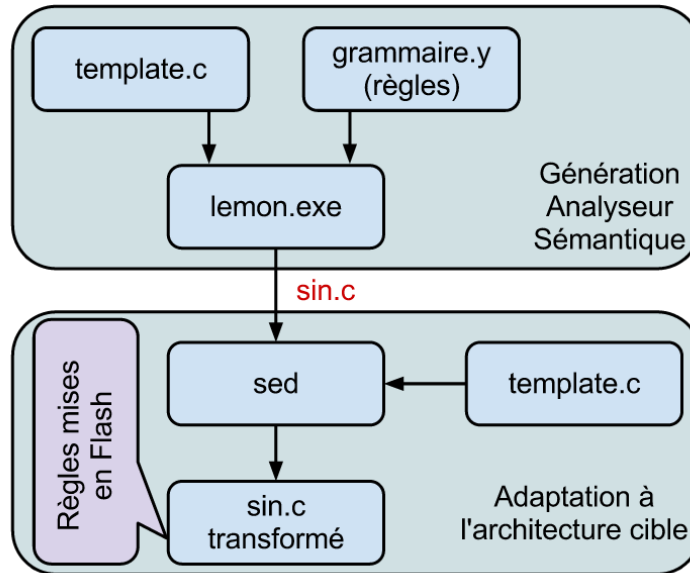 template.c
grammaire.y
(règles)
lemon.exe
Génération
Analyseur
Sémantique
sin.c
Règles mises
en Flash
sed
template.c
sin.c
transformé
Adaptation à
l'architecture cible